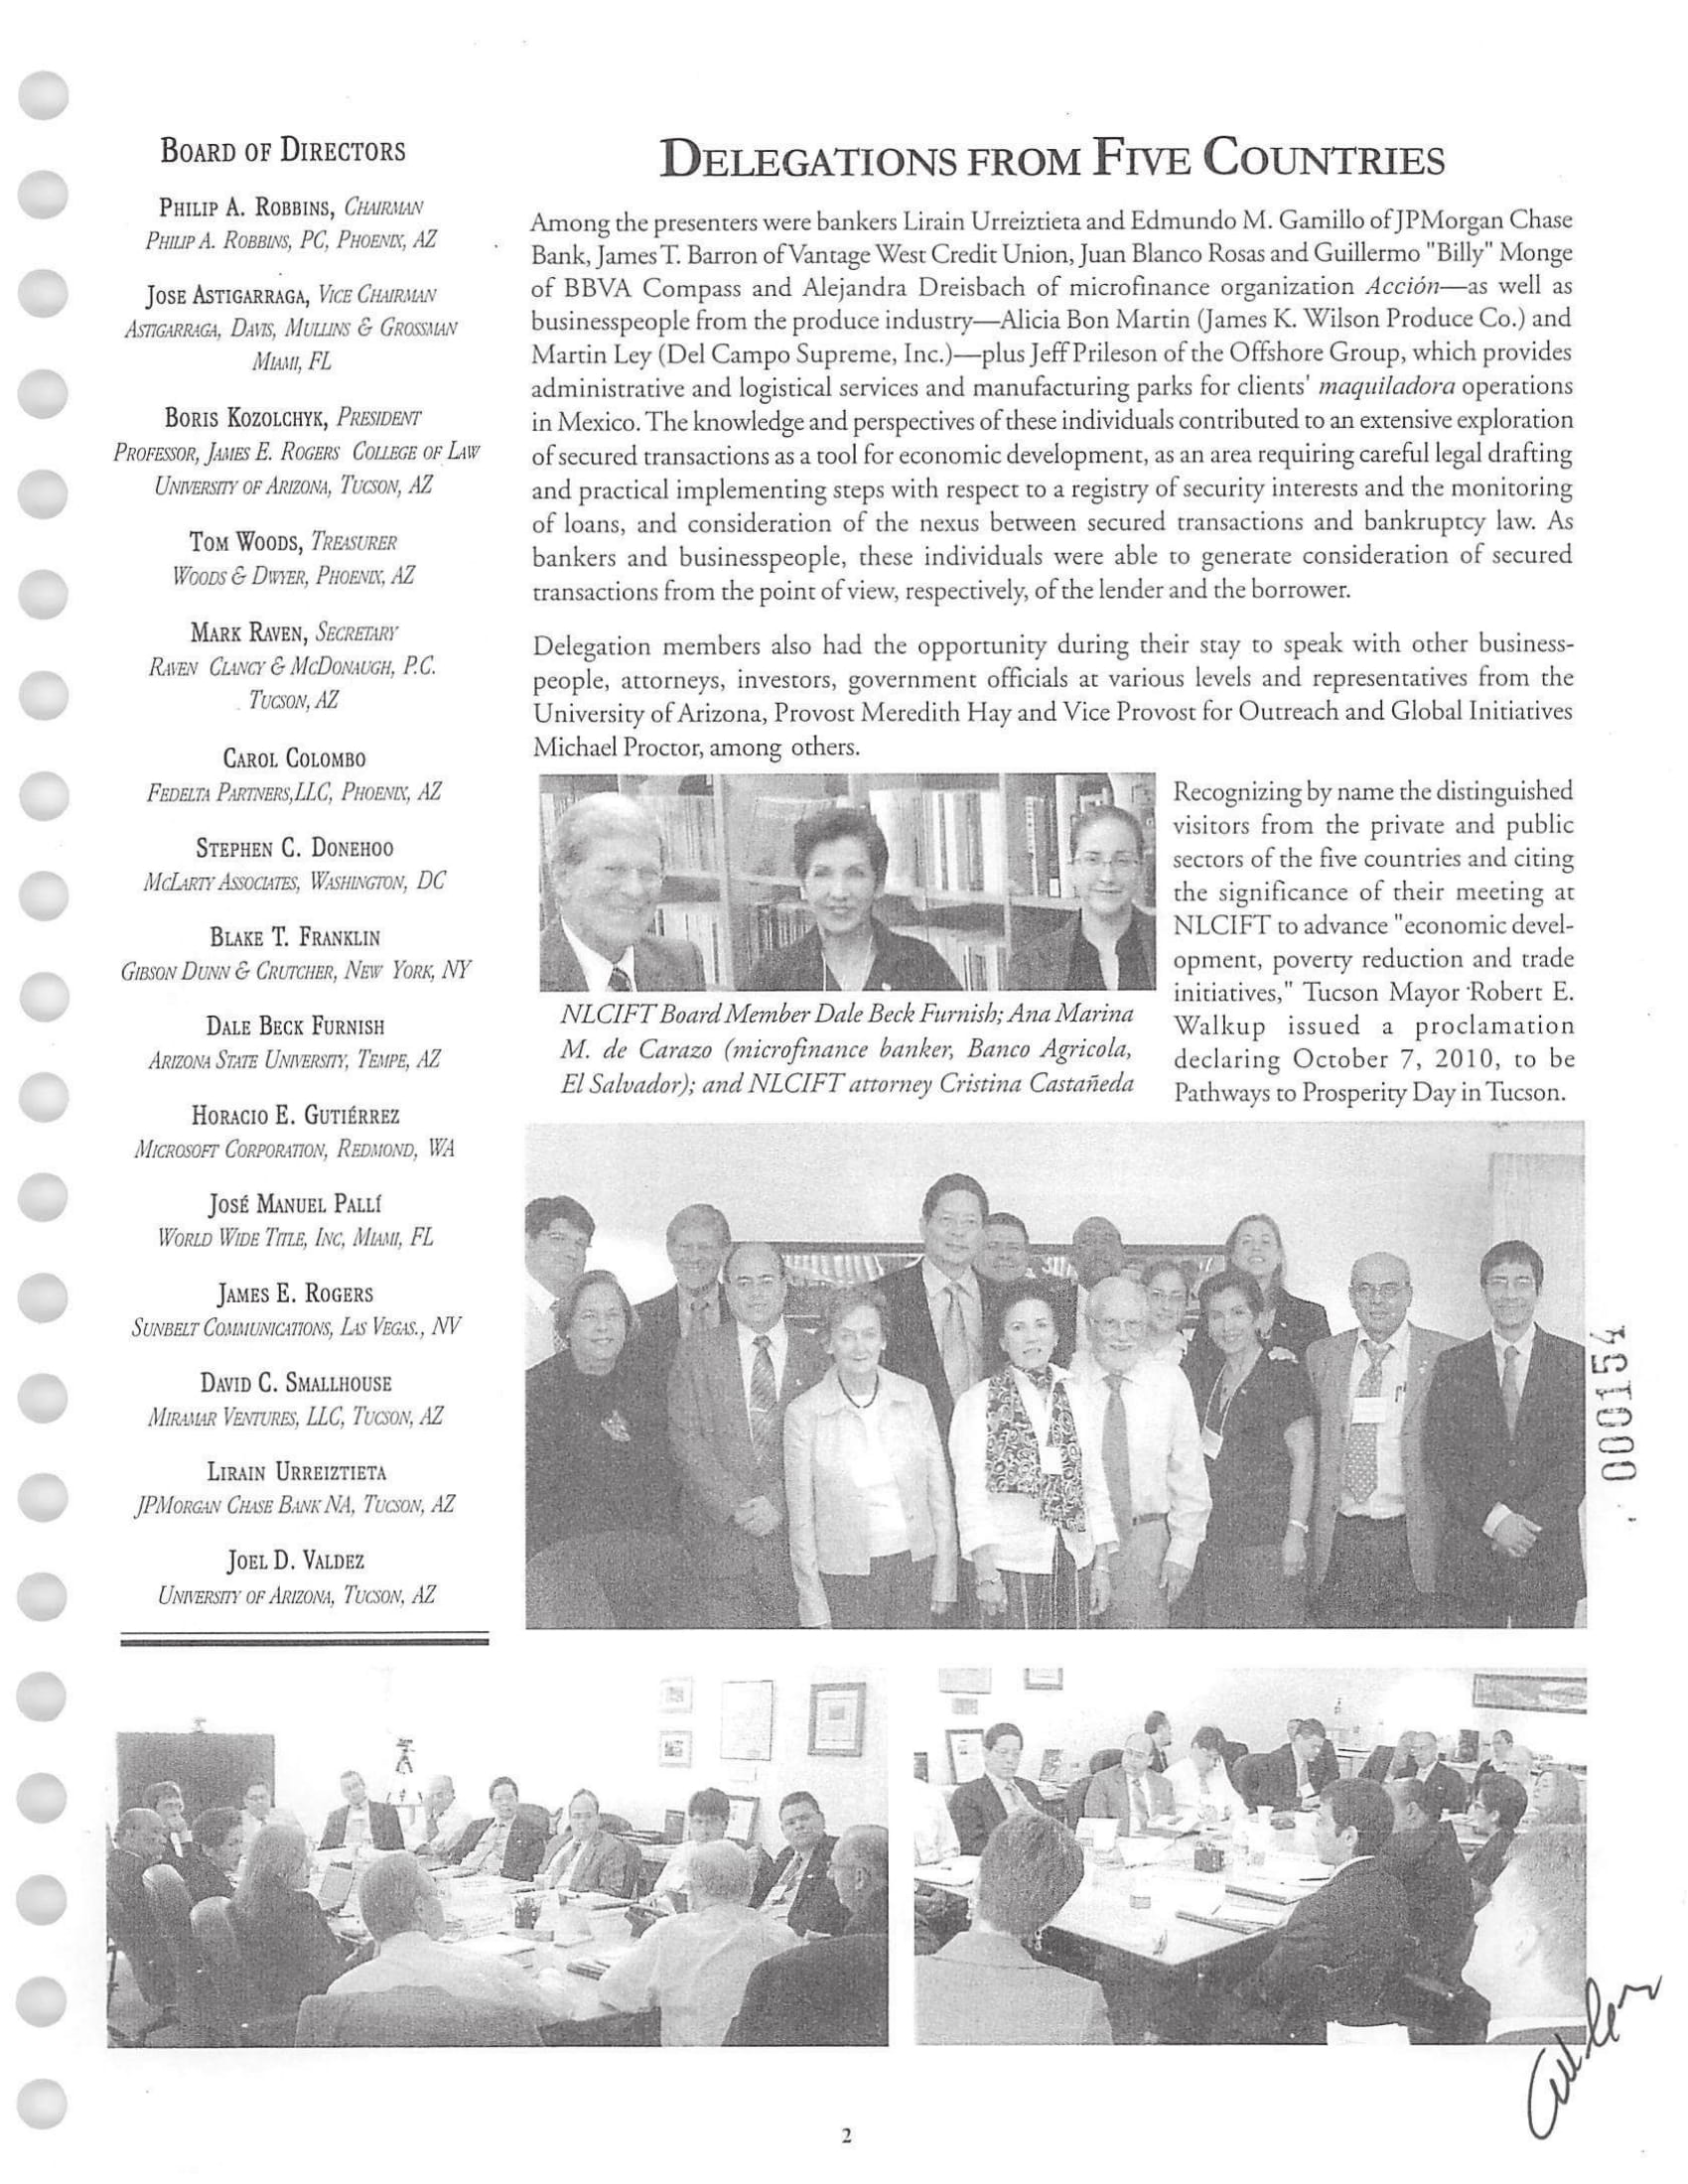 BOARD OF DIRECTORS
PHILIP A. ROBBINS, CHAIRMAN
PHILIP A. ROBBINS, PC, PHOENIX, AZ
JOSE ASTIGARRAGA, VICE CHAIRMAN
ASTIGARRAGA, DAVIS, MULLINS & GROSSMAN
MIAMI, FL
BORIS KOZOLCHYK, PRESIDENT
PROFESSOR, JAMES E. ROGERS COLLEGE OF LAW
UNIVERSITY OF ARIZONA, TUCSON, AZ
TOM WOODS, TREASURER
WOODS & DWYER, PHOENIX, AZ
MARK RAVEN, SECRETARY
RAVEN CLANCY & MCDONAUGH, P.C.
TUCSON, AZ
CAROL COLOMBO
FEDELTA PARTNERS,LLC, PHOENIX, AZ
STEPHEN C. DONEHOO
MCLARTY ASSOCIATES, WASHINGTON, DC
BLAKE T. FRANKLIN
GIBSON DUNN & CRUTCHER, NEW YORK, NY
DALE BECK FURNISH
ARIZONA STATE UNIVERSITY, TEMPE, AZ
HORACIO E. GUTIÉRREZ
MICROSOFT CORPORATION, REDMOND, WA
JOSÉ MANUEL PALLÍ
WORLD WIDE TITLE, INC, MIAMI, FL
JAMES E. ROGERS
SUNBELT COMMUNICATIONS, LAS VEGAS., NV
DAVID C. SMALLHOUSE
MIRAMAR VENTURES, LLC, TUCSON, AZ
LIRAIN URREIZTIETA
JPMORGAN CHASE BANK NA, TUCSON, AZ
JOEL D. VALDEZ
UNIVERSITY OF ARIZONA, TUCSON, AZ
DELEGATIONS FROM FIVE COUNTRIES
Among the presenters were bankers Lirain Urreiztieta and Edmundo M. Gamillo of JPMorgan Chase
Bank, James T. Barron of Vantage West Credit Union, Juan Blanco Rosas and Guillermo "Billy" Monge
of BBVA Compass and Alejandra Dreisbach of microfinance organization Acción—as well as
businesspeople from the produce industry—Alicia Bon Martin (James K. Wilson Produce Co.) and
Martin Ley (Del Campo Supreme, Inc.)—plus Jeff Prileson of the Offshore Group, which provides
administrative and logistical services and manufacturing parks for clients' maquiladora operations
in Mexico. The knowledge and perspectives of these individuals contributed to an extensive exploration
of secured transactions as a tool for economic development, as an area requiring careful legal drafting
and practical implementing steps with respect to a registry of security interests and the monitoring
of loans, and consideration of the nexus between secured transactions and bankruptcy law. As
bankers and businesspeople, these individuals were able to generate consideration of secured
transactions from the point of view, respectively, of the lender and the borrower.
Delegation members also had the opportunity during their stay to speak with other business-
people, attorneys, investors, government officials at various levels and representatives from the
University of Arizona, Provost Meredith Hay and Vice Provost for Outreach and Global Initiatives
Michael Proctor, among others.
NLCIFT Board Member Dale Beck Furnish; Ana Marina
M. de Carazo (microfinance banker, Banco Agricola,
El Salvador); and NLCIFT attorney Cristina Castañeda
Recognizing by name the distinguished
visitors from the private and public
sectors of the five countries and citing
the significance of their meeting at
NLCIFT to advance "economic devel-
opment, poverty reduction and trade
initiatives," Tucson Mayor Robert E.
Walkup issued a proclamation
declaring October 7, 2010, to be
Pathways to Prosperity Day in Tucson.
000154
2